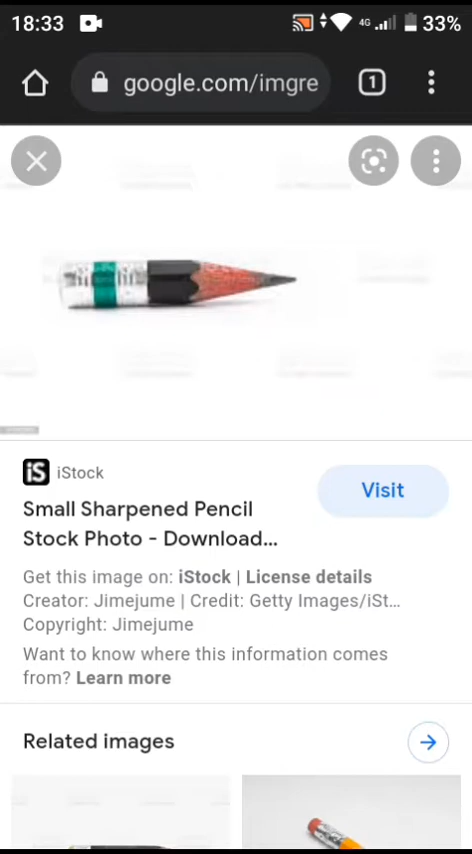 18:33
4G
33%
google.com/imgre
1
iS iStock
Visit
Small Sharpened Pencil
Stock Photo - Download...
Get this image on: iStock | License details
Creator: Jimejume | Credit: Getty Images/iSt...
Copyright: Jimejume
Want to know where this information comes
from? Learn more
Related images